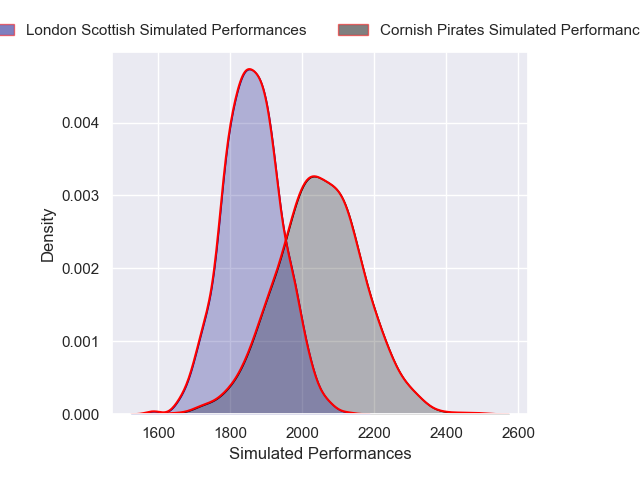 London Scottish Simulated Performances
Cornish Pirates Simulated Performanc
0.004
0.003
0.002
0.001
0.000
Density
1600 1800 2000 2200 2400 2600
Simulated Performances